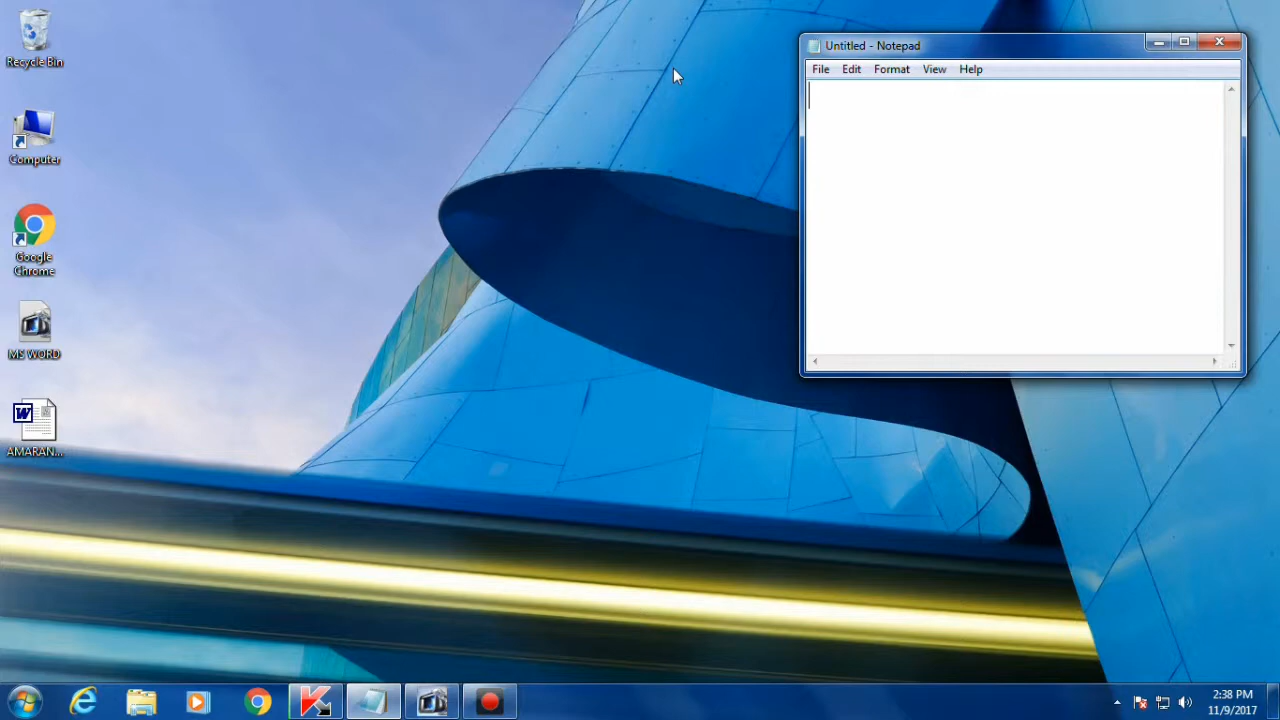 Recycle Bin
Computer
Google
Chrome
MS WORD
AMARAN...
Untitled - Notepad
File Edit Format View Help
2:38 PM
11/9/2017